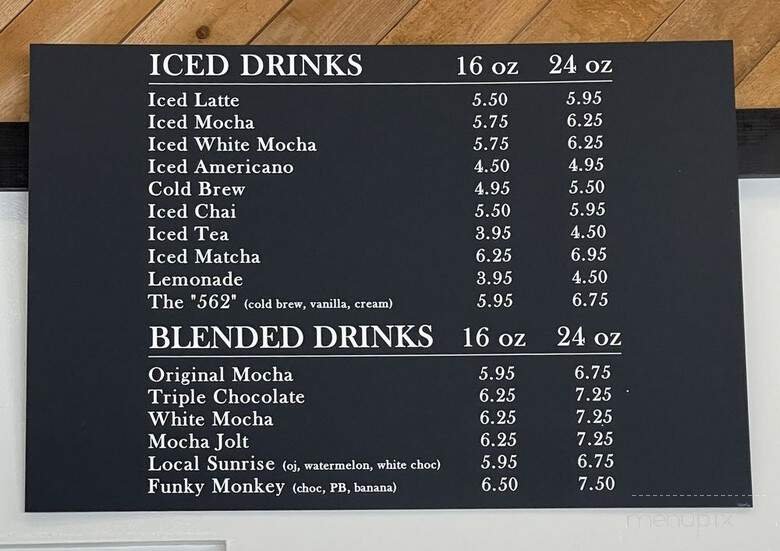 ICED DRINKS 16 oz 24 oz
Iced Latte 5.50 5.95
Iced Mocha 5.75 6.25
Iced White Mocha 5.75 6.25
Iced Americano 4.50 4.95
Cold Brew 4.95 5.50
Iced Chai 5.50 5.95
Iced Tea 3.95 4.50
Iced Matcha 6.25 6.95
Lemonade 3.95 4.50
The "562" (cold brew, vanilla, cream) 5.95 6.75
BLENDED DRINKS 16 oz 24 oz
Original Mocha 5.95 6.75
Triple Chocolate 6.25 7.25
White Mocha 6.25 7.25
Mocha Jolt 6.25 7.25
Local Sunrise (oj, watermelon, white choc) 5.95 6.75
Funky Monkey (choc, PB, banana) 6.50 7.50
menupix